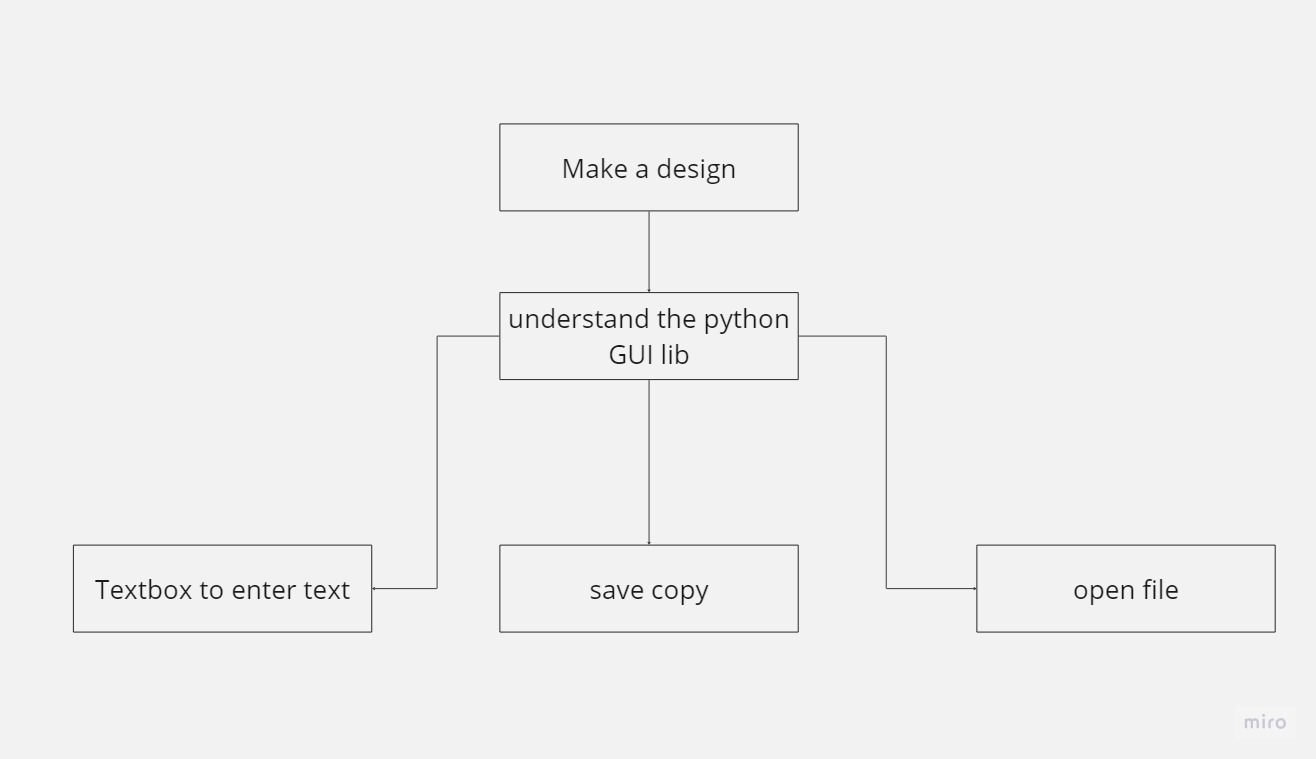 Make a design
understand the python
GUI lib
Textbox to enter text
save copy
open file
miro